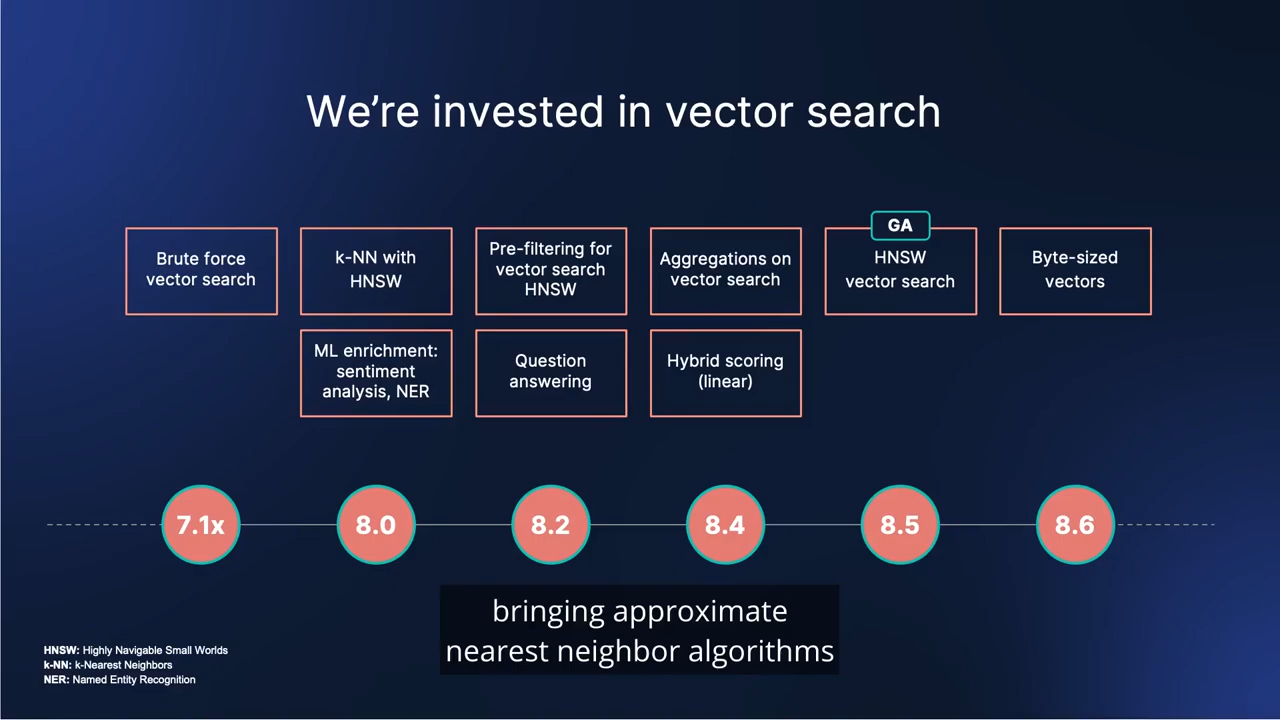 We're invested in vector search
Brute force
vector search
k-NN with
HNSW
Pre-filtering for
vector search
HNSW
Aggregations on
vector search
GA
HNSW
vector search
Byte-sized
vectors
ML enrichment:
sentiment
analysis, NER
Question
answering
Hybrid scoring
(linear)
7.1x
8.0
8.2
8.4
8.5
8.6
bringing approximate
nearest neighbor algorithms
HNSW: Highly Navigable Small Worlds
k-NN: k-Nearest Neighbors
NER: Named Entity Recognition